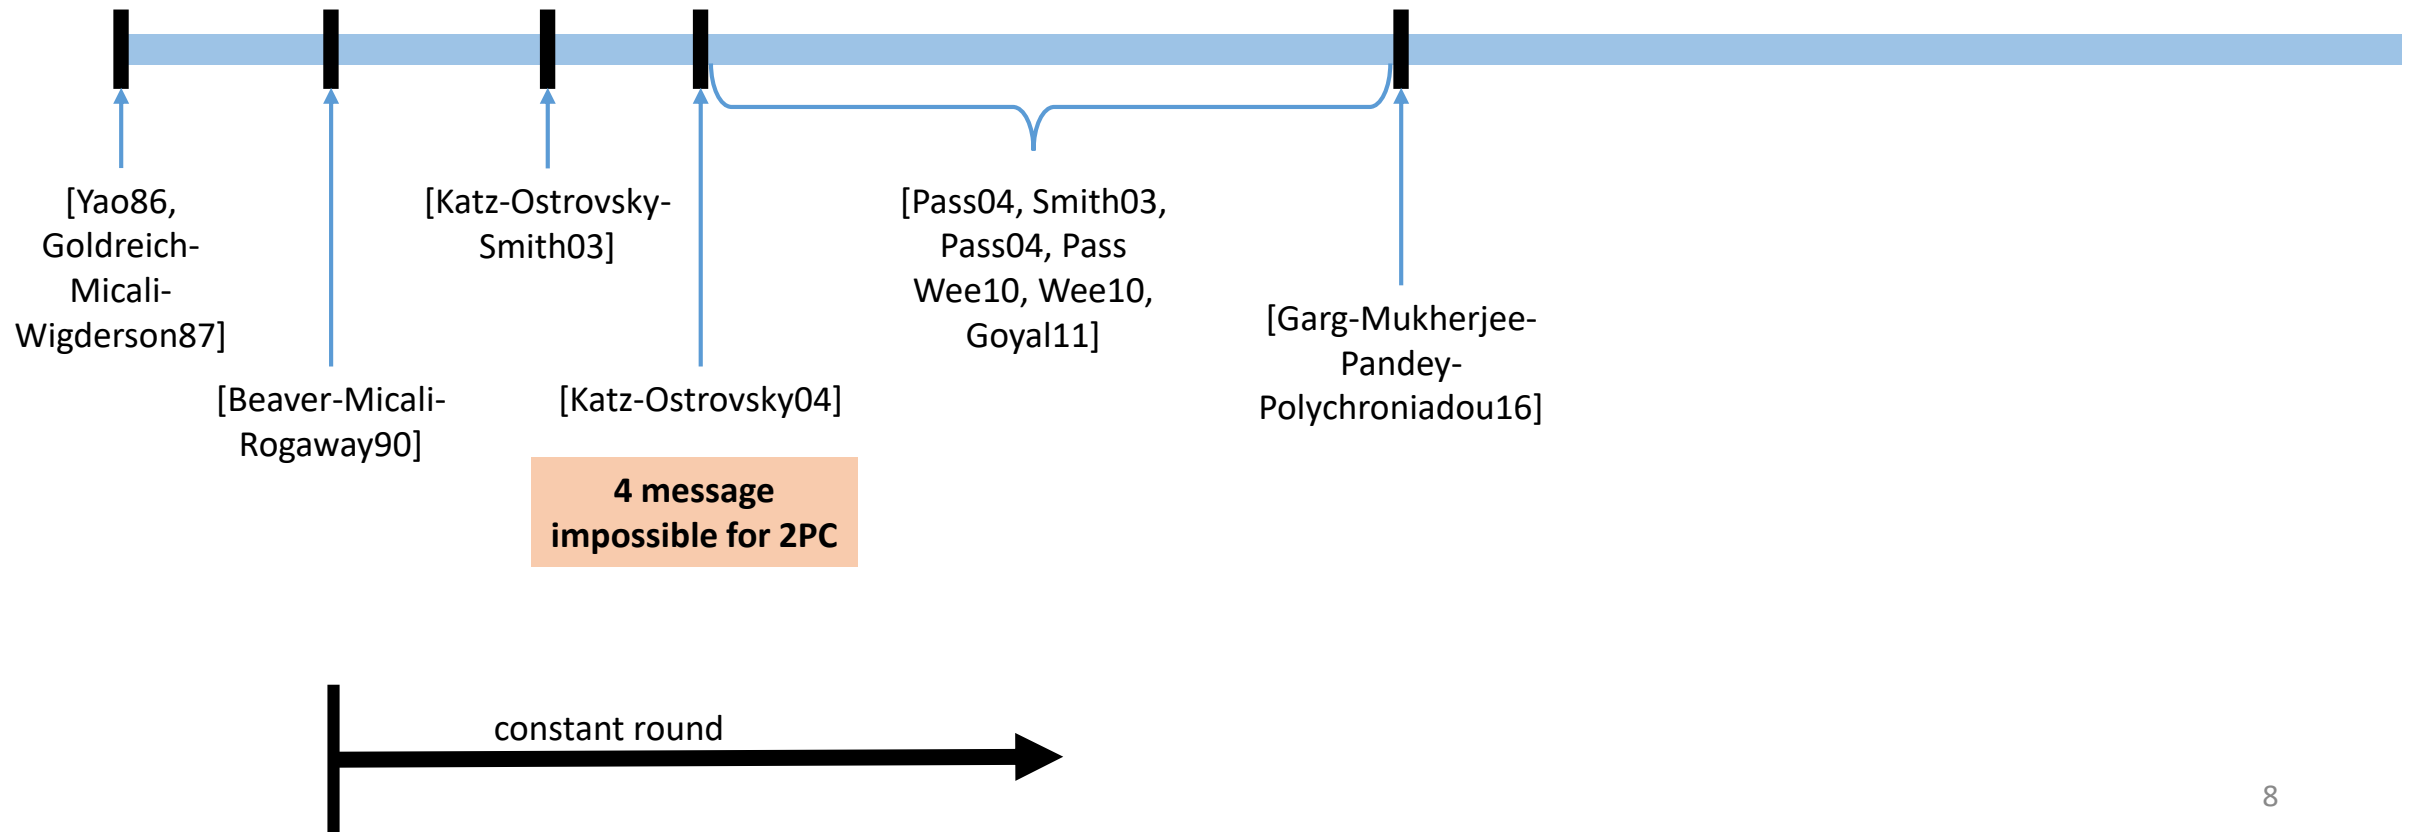 [Yao86,
Goldreich-
Micali-
Wigderson87]
[Beaver-Micali-
Rogaway90]
[Katz-Ostrovsky-
Smith03]
[Katz-Ostrovsky04]
4 message
impossible for 2PC
[Pass04, Smith03,
Pass04, Pass
Wee10, Wee10,
Goyal11]
[Garg-Mukherjee-
Pandey-
Polychroniadou16]
constant round
8